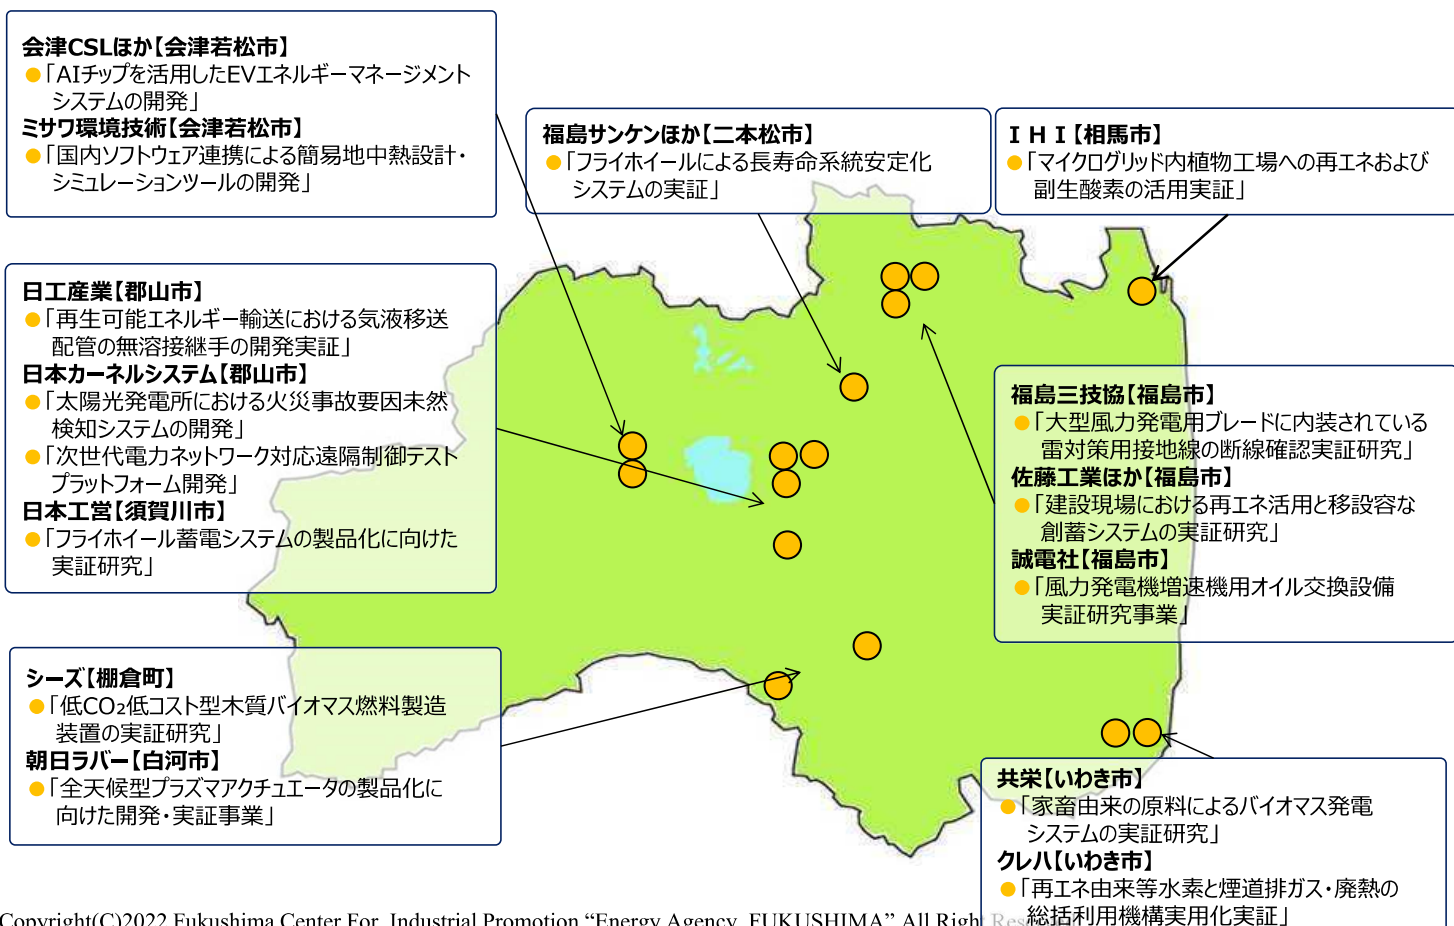 会津CSLほか【会津若松市】
●「AIチップを活用したEVエネルギーマネージメント
システムの開発」
ミサワ環境技術【会津若松市】
●「国内ソフトウェア連携による簡易地中熱設計・
シミュレーションツールの開発」
福島サンケンほか【二本松市】
●「フライホイールによる長寿命系統安定化
システムの実証」
ＩＨＩ【相馬市】
●「マイクログリッド内植物工場への再エネおよび
副生酸素の活用実証」
日工産業【郡山市】
●「再生可能エネルギー輸送における気液移送
配管の無溶接継手の開発実証」
日本カーネルシステム【郡山市】
●「太陽光発電所における火災事故要因未然
検知システムの開発」
●「次世代電力ネットワーク対応遠隔制御テスト
プラットフォーム開発」
日本工営【須賀川市】
●「フライホイール蓄電システムの製品化に向けた
実証研究」
福島三技協【福島市】
●「大型風力発電用ブレードに内装されている
雷対策用接地線の断線確認実証研究」
佐藤工業ほか【福島市】
●「建設現場における再エネ活用と移設容な
創蓄システムの実証研究」
誠電社【福島市】
●「風力発電機増速機用オイル交換設備
実証研究事業」
シーズ【棚倉町】
●「低CO₂低コスト型木質バイオマス燃料製造
装置の実証研究」
朝日ラバー【白河市】
●「全天候型プラズマアクチュエータの製品化に
向けた開発・実証事業」
共栄【いわき市】
●「家畜由来の原料によるバイオマス発電
システムの実証研究」
クレハ【いわき市】
●「再エネ由来等水素と煙道排ガス・廃熱の
総括利用機構実用化実証」
Copyright(C)2022 Fukushima Center For Industrial Promotion “Energy Agency. FUKUSHIMA” All Right